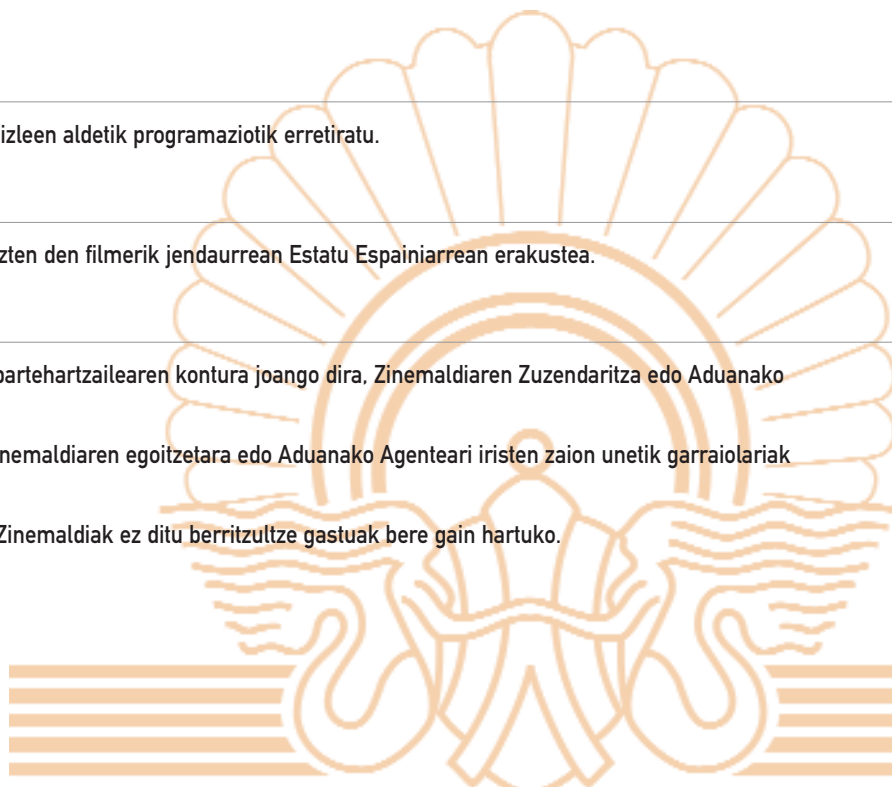 izleen aldetik programaziotik erretiratu.
zten den filmerik jendaurrean Estatu Espainiarrean erakustea.
partehartzailearen kontura joango dira, Zinemaldiaren Zuzendaritza edo Aduanako
nemaldiaren egoitzetara edo Aduanako Agenteari iristen zaion unetik garraiolariak
Zinemaldiak ez ditu berritzultze gastuak bere gain hartuko.